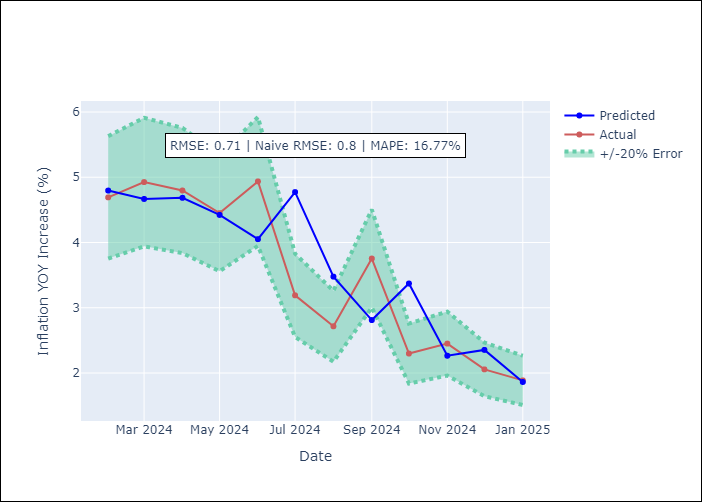 RMSE: 0.71 | Naive RMSE: 0.8 | MAPE: 16.77%
Predicted
Actual
+/-20% Error
Inflation YOY Increase (%)
6
5
4
3
2
Mar 2024
May 2024
Jul 2024
Sep 2024
Nov 2024
Jan 2025
Date